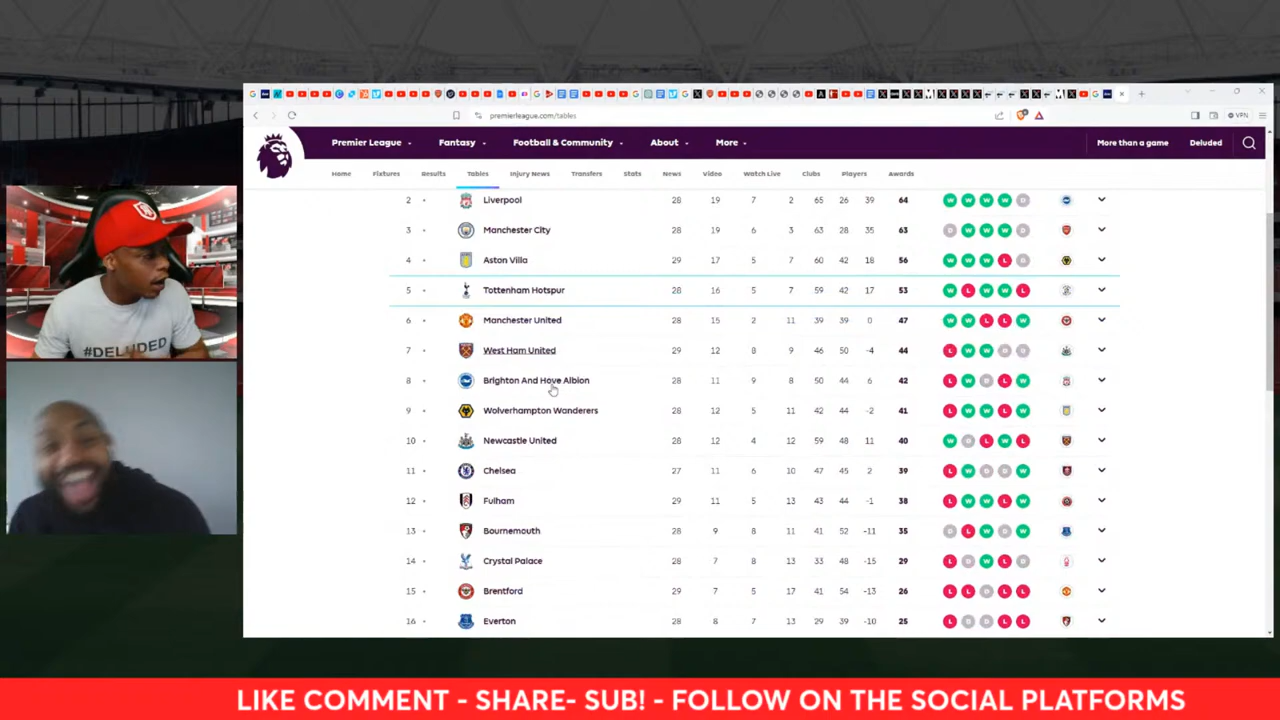 premierleague.com/tables
VPN
Premier League Fantasy Football & Community About More More than a game Deluded
Home Fixtures Results Tables Injury News Transfers Stats News Video Watch Live Clubs Players Awards
2 Liverpool 28 19 7 2 65 26 39 64 W W W W D
3 Manchester City 28 19 6 3 63 28 35 63 D W W W D
4 Aston Villa 29 17 5 7 60 42 18 56 W W W L D
5 Tottenham Hotspur 28 16 5 7 59 42 17 53 W L W W L
6 Manchester United 28 15 2 11 39 39 0 47 W W L L W
7 West Ham United 29 12 8 9 46 50 -4 44 L W W D D
8 Brighton And Hove Albion 28 11 9 8 50 44 6 42 L W D L W
9 Wolverhampton Wanderers 28 12 5 11 42 44 -2 41 L W W L W
10 Newcastle United 28 12 4 12 59 48 11 40 W D L W L
11 Chelsea 27 11 6 10 47 45 2 39 L W D D W
12 Fulham 29 11 5 13 43 44 -1 38 L W W L W
13 Bournemouth 28 9 8 11 41 52 -11 35 D L W D W
14 Crystal Palace 28 7 8 13 33 48 -15 29 L D W L D
15 Brentford 29 7 5 17 41 54 -13 26 L L D L L
16 Everton 28 8 7 13 29 39 -10 25 L D D L L
#DELUDED
LIKE COMMENT - SHARE- SUB! - FOLLOW ON THE SOCIAL PLATFORMS